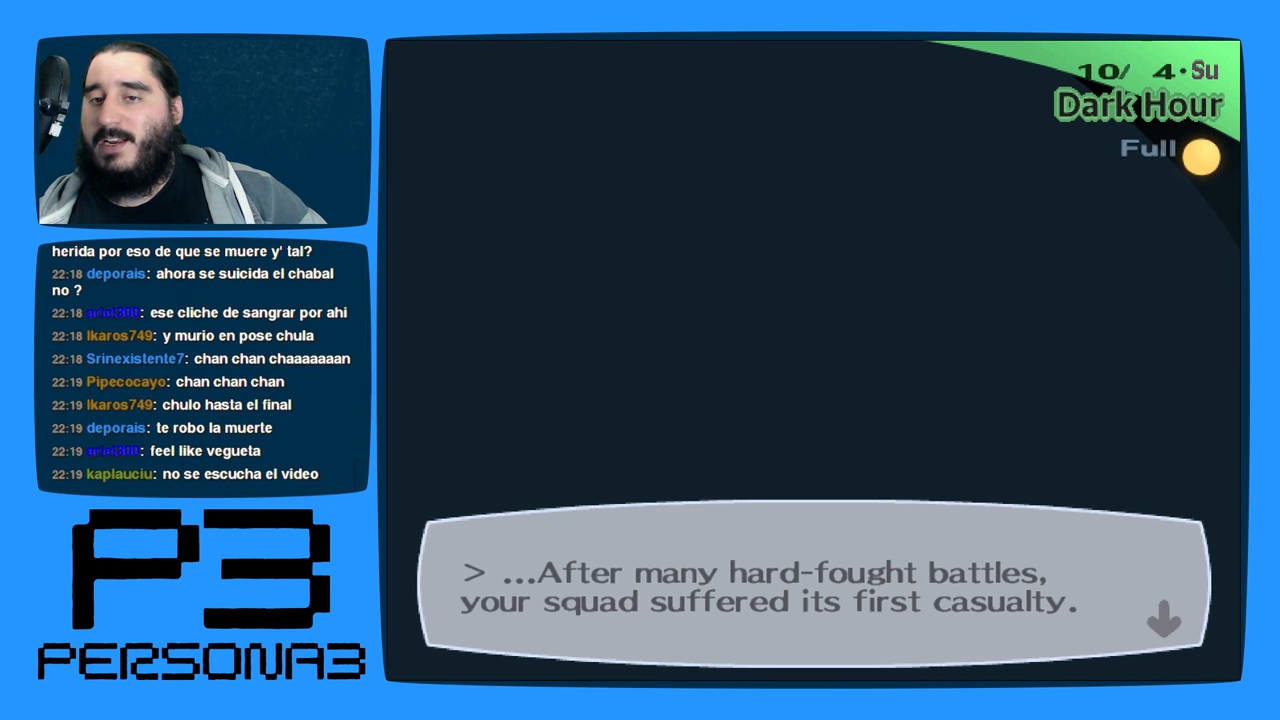 herida por eso de que se muere y' tal?
22:18 deporais: ahora se suicida el chabal
no ?
22:18 : ese cliche de sangrar por ahi
22:18 Ikaros749: y murio en pose chula
22:18 Srinexistente7: chan chan chaaaaaaan
22:19 Pipecocayo: chan chan chan
22:19 Ikaros749: chulo hasta el final
22:19 deporais: te robo la muerte
22:19 : feel like vegueta
22:19 kaplauciu: no se escucha el video
P3
PERSONA3
10/ 4·Su
Dark Hour
Full
> ...After many hard-fought battles,
your squad suffered its first casualty.